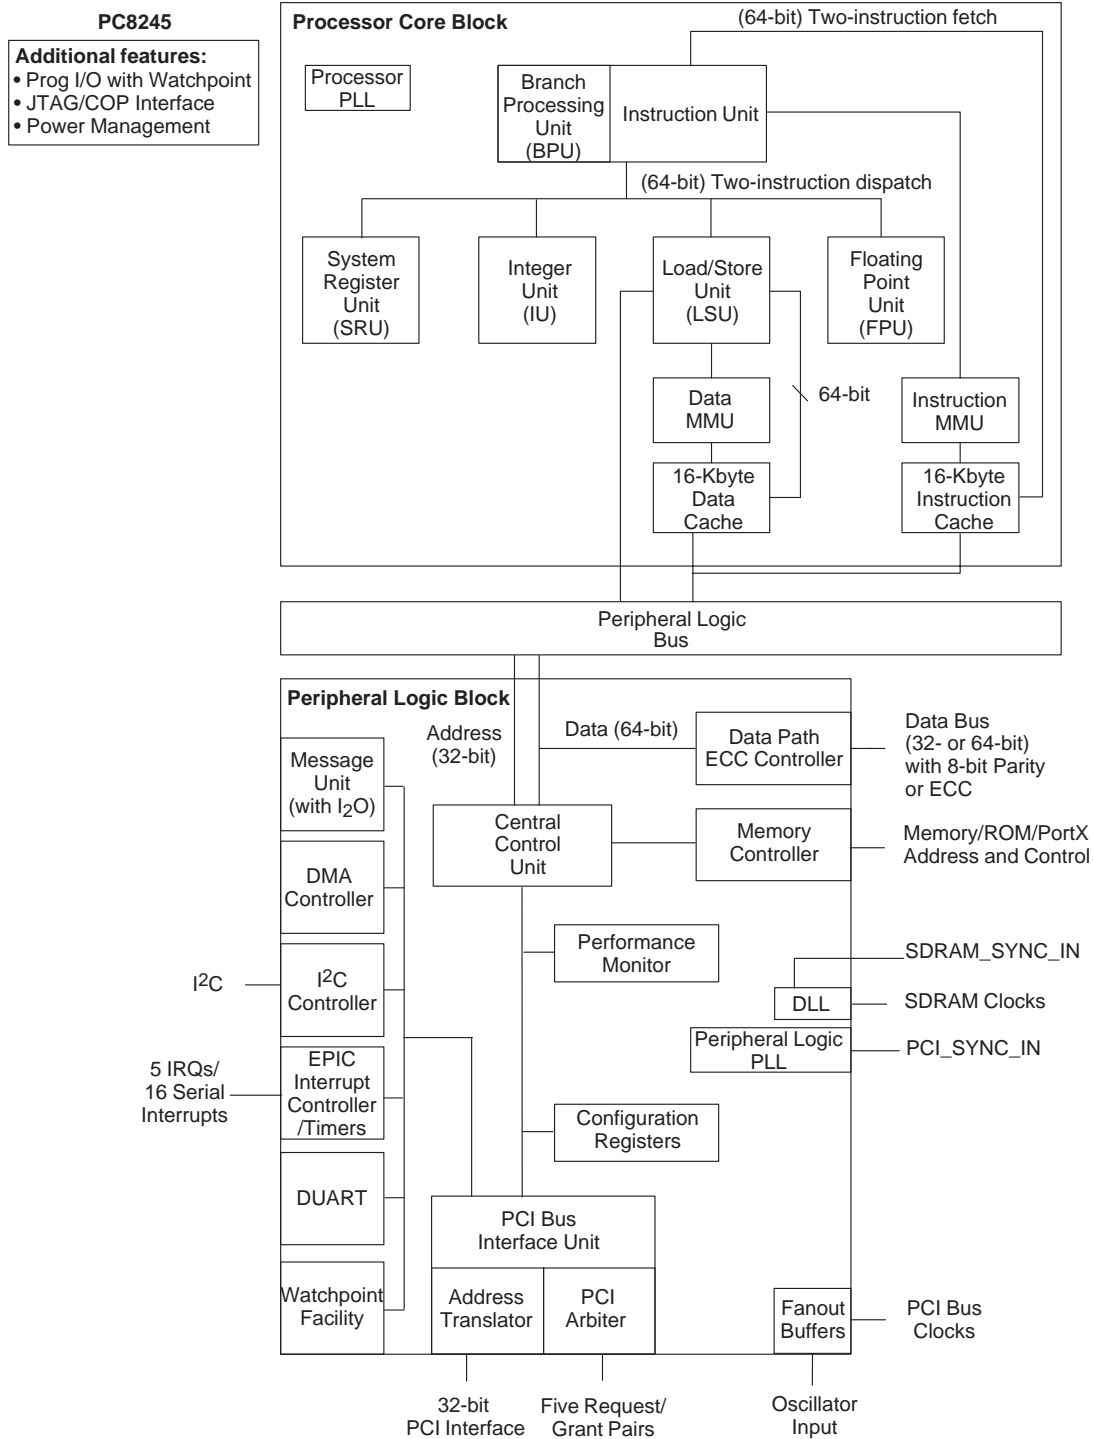 PC8245
Additional features:
• Prog I/O with Watchpoint
• JTAG/COP Interface
• Power Management
Processor Core Block
(64-bit) Two-instruction fetch
Processor
PLL
Branch
Processing
Unit
(BPU)
Instruction Unit
(64-bit) Two-instruction dispatch
System
Register
Unit
(SRU)
Integer
Unit
(IU)
Load/Store
Unit
(LSU)
Floating
Point
Unit
(FPU)
Data
MMU
64-bit
Instruction
MMU
16-Kbyte
Data
Cache
16-Kbyte
Instruction
Cache
Peripheral Logic
Bus
Peripheral Logic Block
Address
(32-bit)
Data (64-bit)
Data Path
ECC Controller
Data Bus
(32- or 64-bit)
with 8-bit Parity
or ECC
Message
Unit
(with I2O)
Central
Control
Unit
Memory
Controller
Memory/ROM/PortX
Address and Control
DMA
Controller
Performance
Monitor
SDRAM_SYNC_IN
I2C
I2C
Controller
DLL
SDRAM Clocks
Peripheral Logic
PLL
PCI_SYNC_IN
5 IRQs/
16 Serial
Interrupts
EPIC
Interrupt
Controller
/Timers
Configuration
Registers
DUART
PCI Bus
Interface Unit
Watchpoint
Facility
Address
Translator
PCI
Arbiter
Fanout
Buffers
PCI Bus
Clocks
32-bit
PCI Interface
Five Request/
Grant Pairs
Oscillator
Input